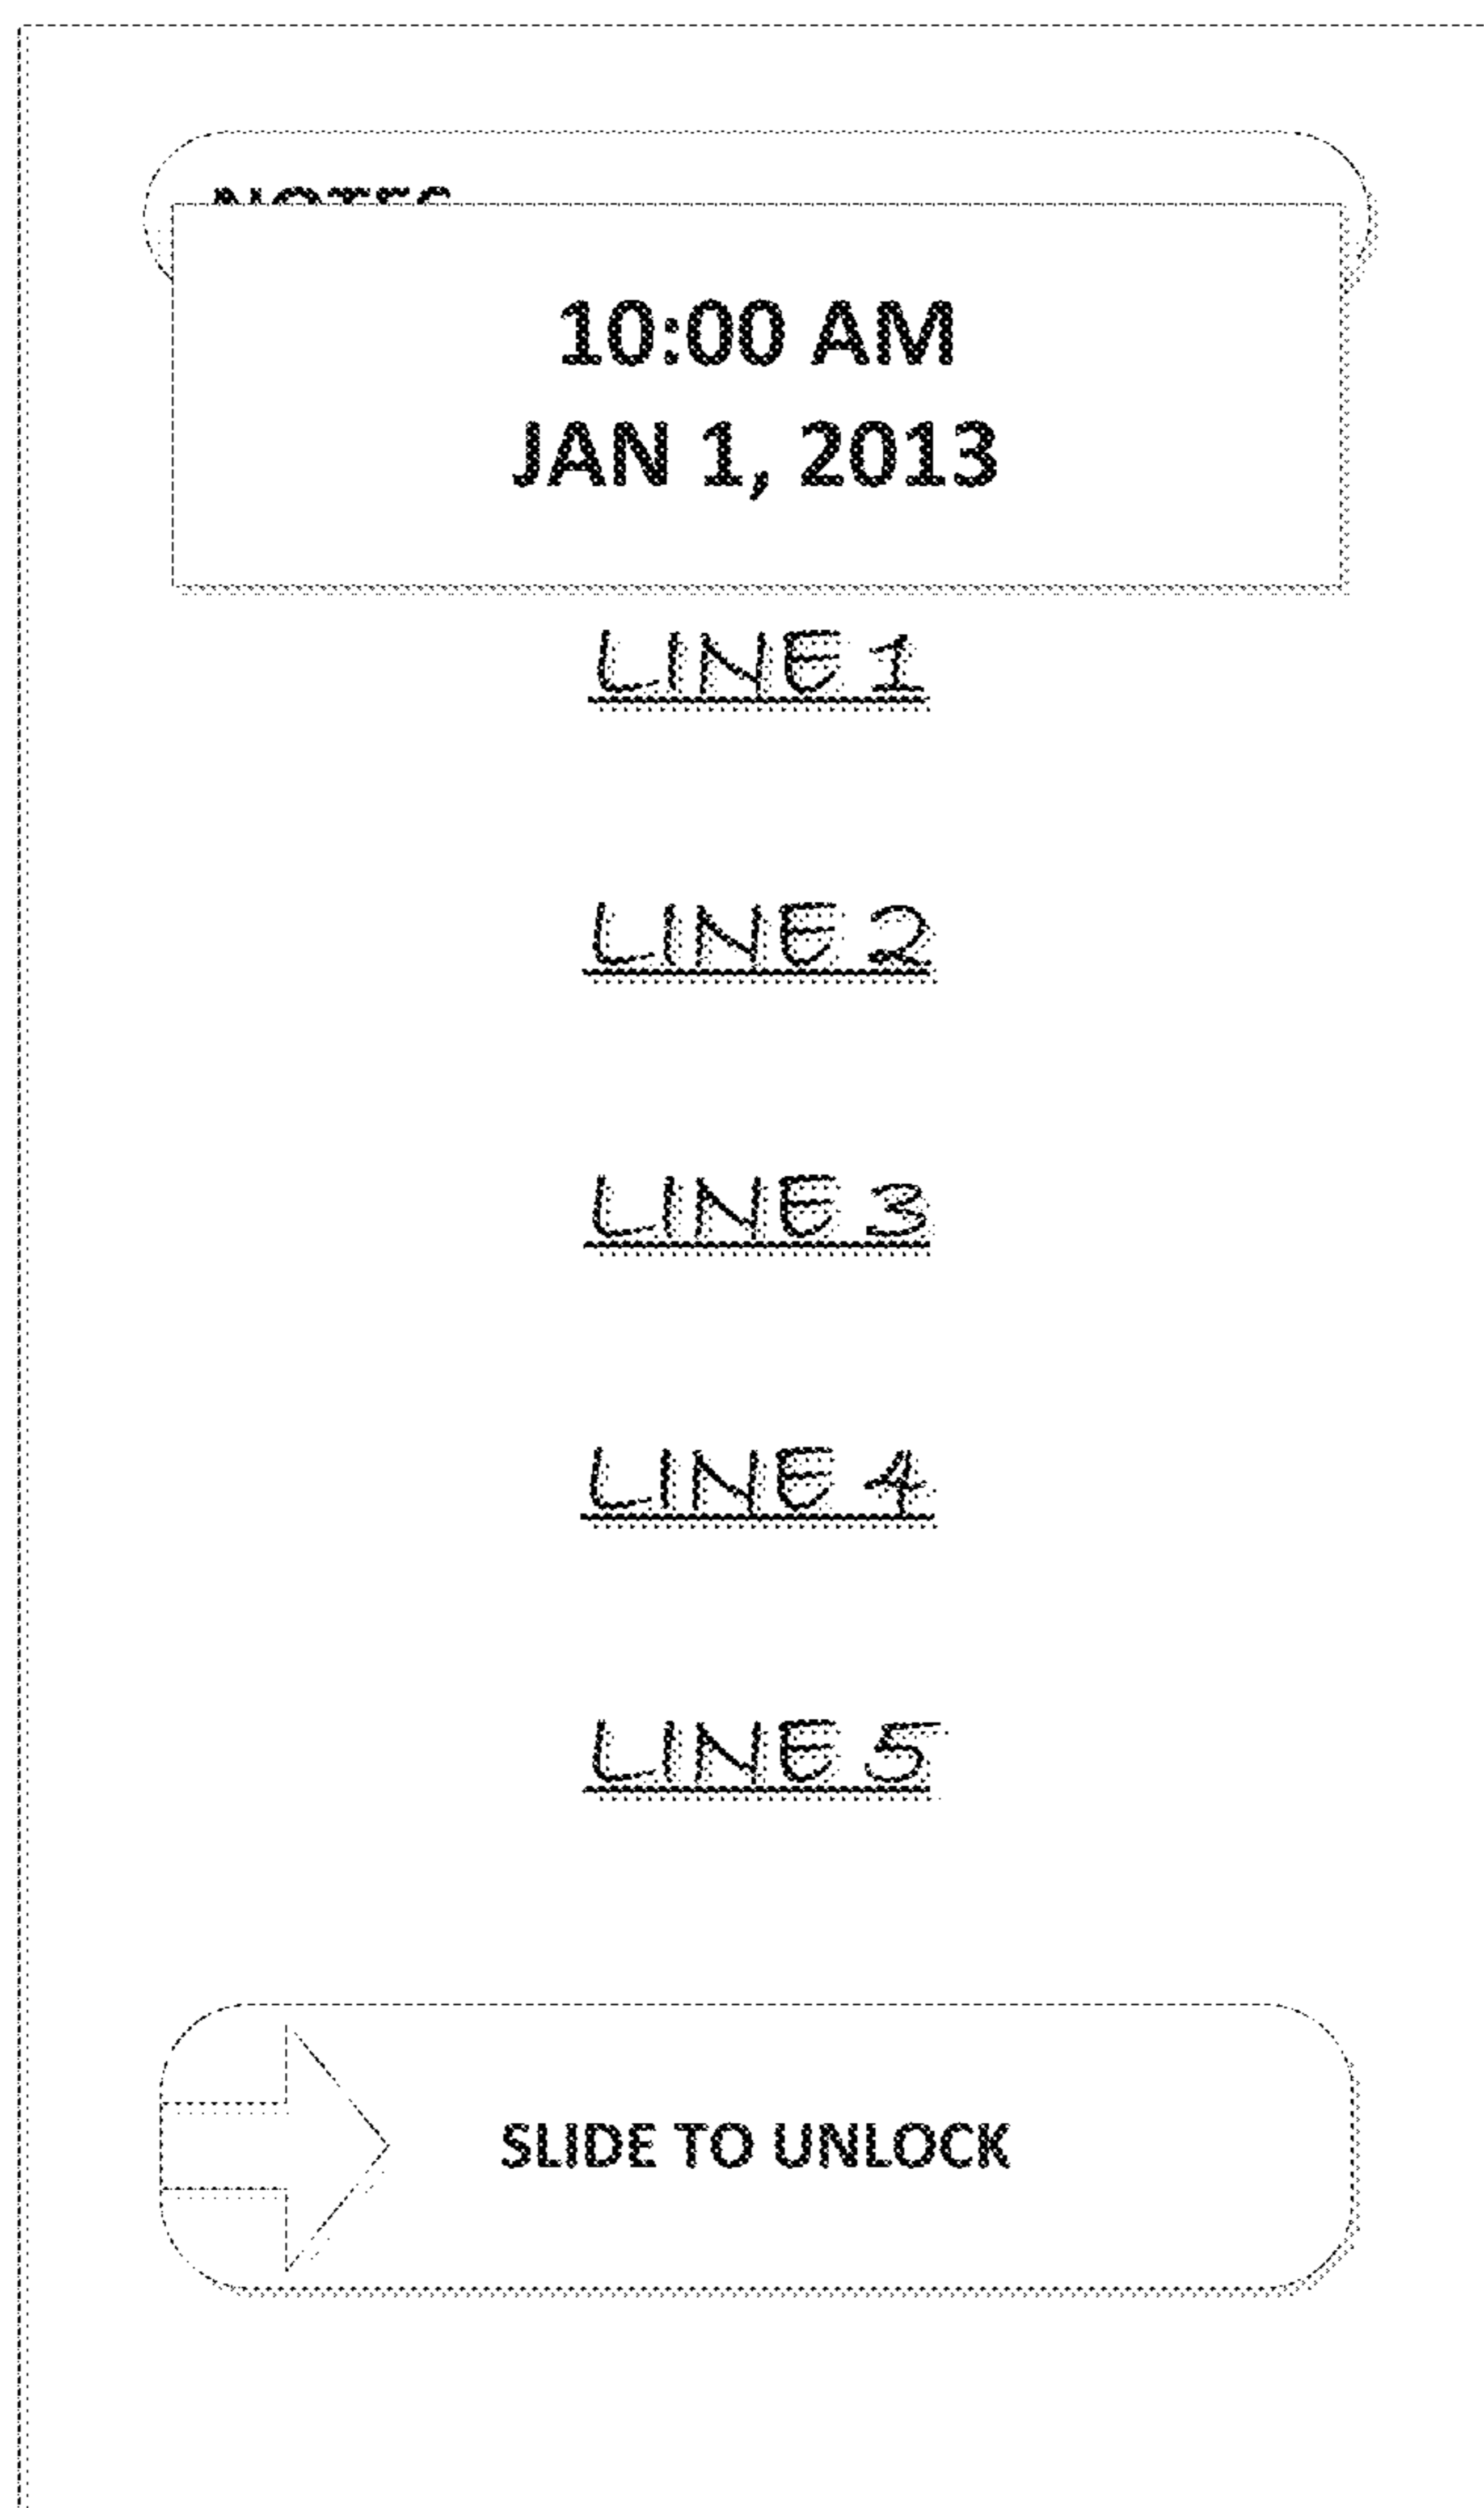 10:00 AM
JAN 1, 2013
LINE 1
LINE 2
LINE 3
LINE 4
LINE 5
SLIDE TO UNLOCK